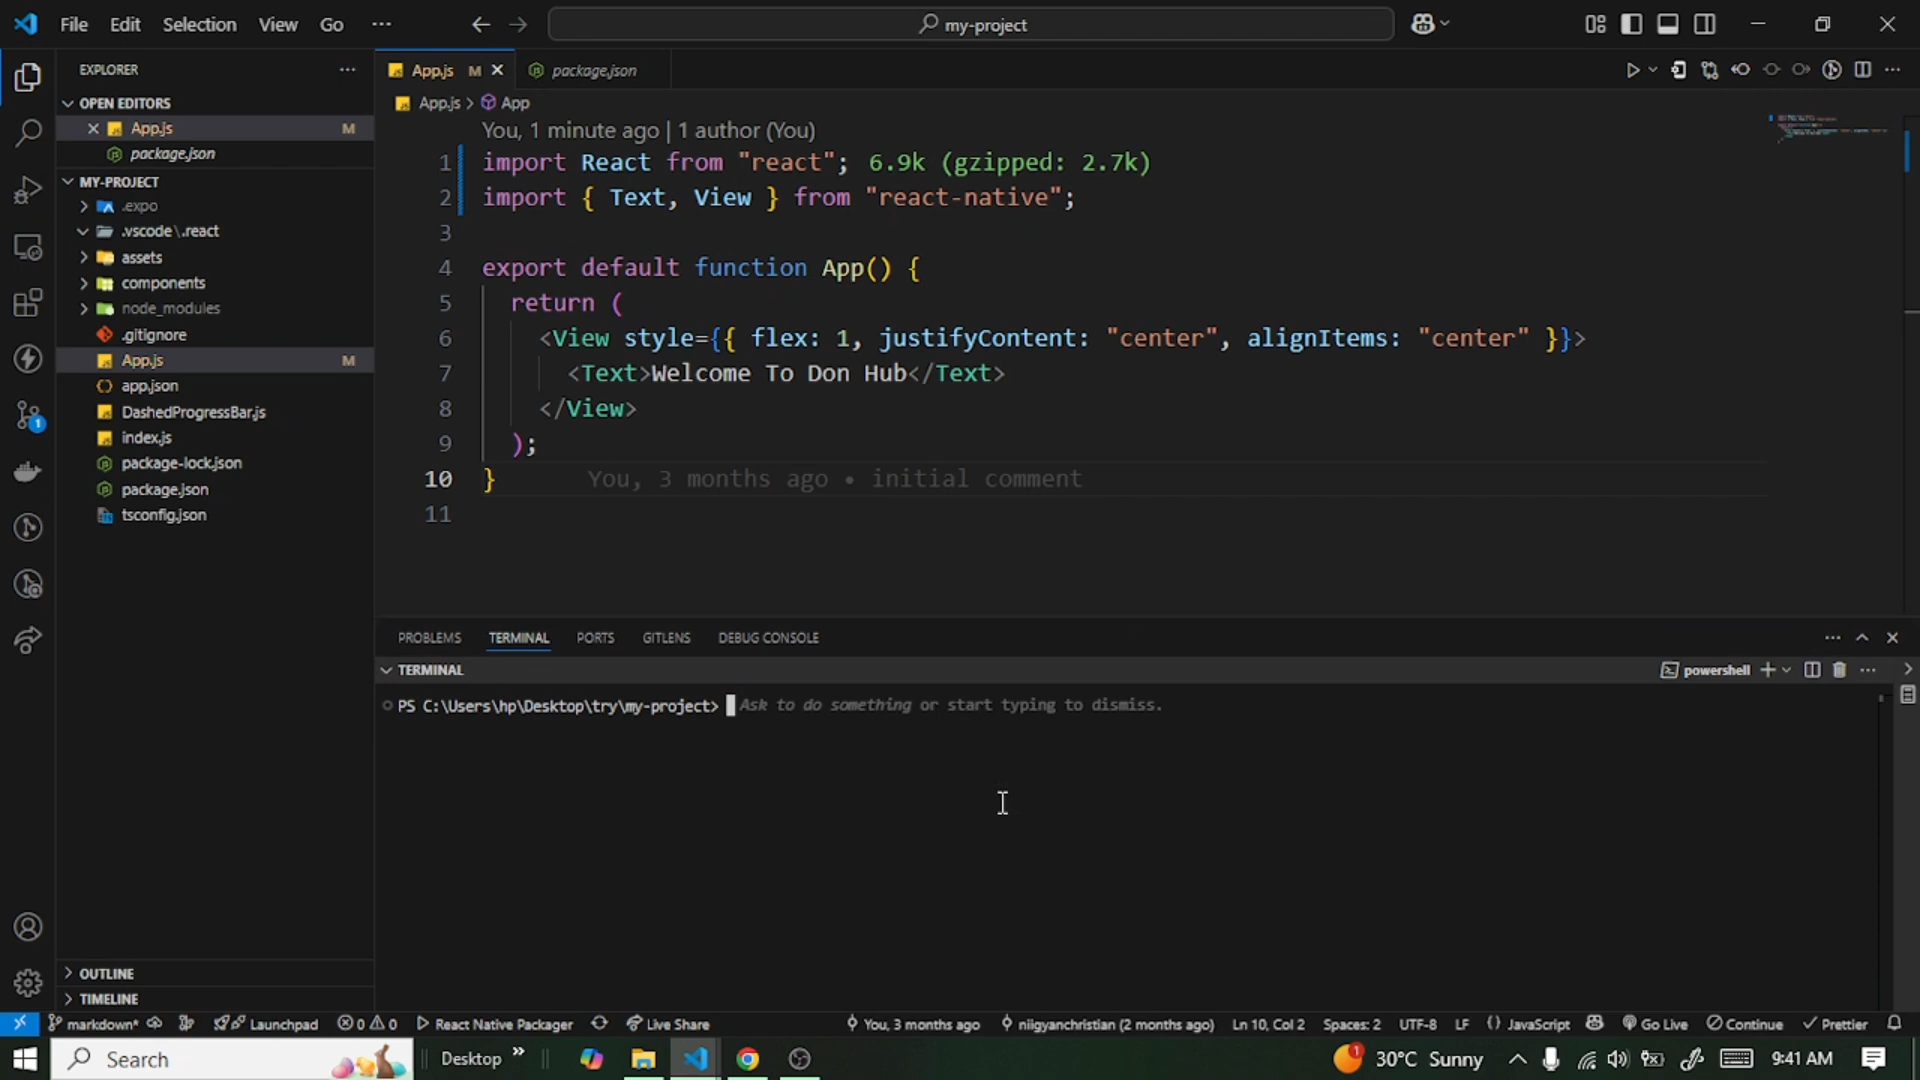 File Edit Selection View Go ··· my-project
EXPLORER ···
OPEN EDITORS
App.js M
package.json
MY-PROJECT
.expo
.vscode \ .react
assets
components
node_modules
.gitignore
App.js M
app.json
DashedProgressBar.js
index.js
package-lock.json
package.json
tsconfig.json
OUTLINE
TIMELINE
1
App.js M package.json
App.js > App
You, 1 minute ago | 1 author (You)
1 import React from "react"; 6.9k (gzipped: 2.7k)
2 import { Text, View } from "react-native";
3
4 export default function App() {
5 return (
6 <View style={{ flex: 1, justifyContent: "center", alignItems: "center" }}>
7 <Text>Welcome To Don Hub</Text>
8 </View>
9 );
10 } You, 3 months ago • initial comment
11
PROBLEMS TERMINAL PORTS GITLENS DEBUG CONSOLE
TERMINAL powershell
PS C:\Users\hp\Desktop\try\my-project> Ask to do something or start typing to dismiss.
markdown* Launchpad 0 0 React Native Packager Live Share You, 3 months ago niigyanchristian (2 months ago) Ln 10, Col 2 Spaces: 2 UTF-8 LF {} JavaScript Go Live Continue Prettier
Search Desktop » 1 30°C Sunny 9:41 AM